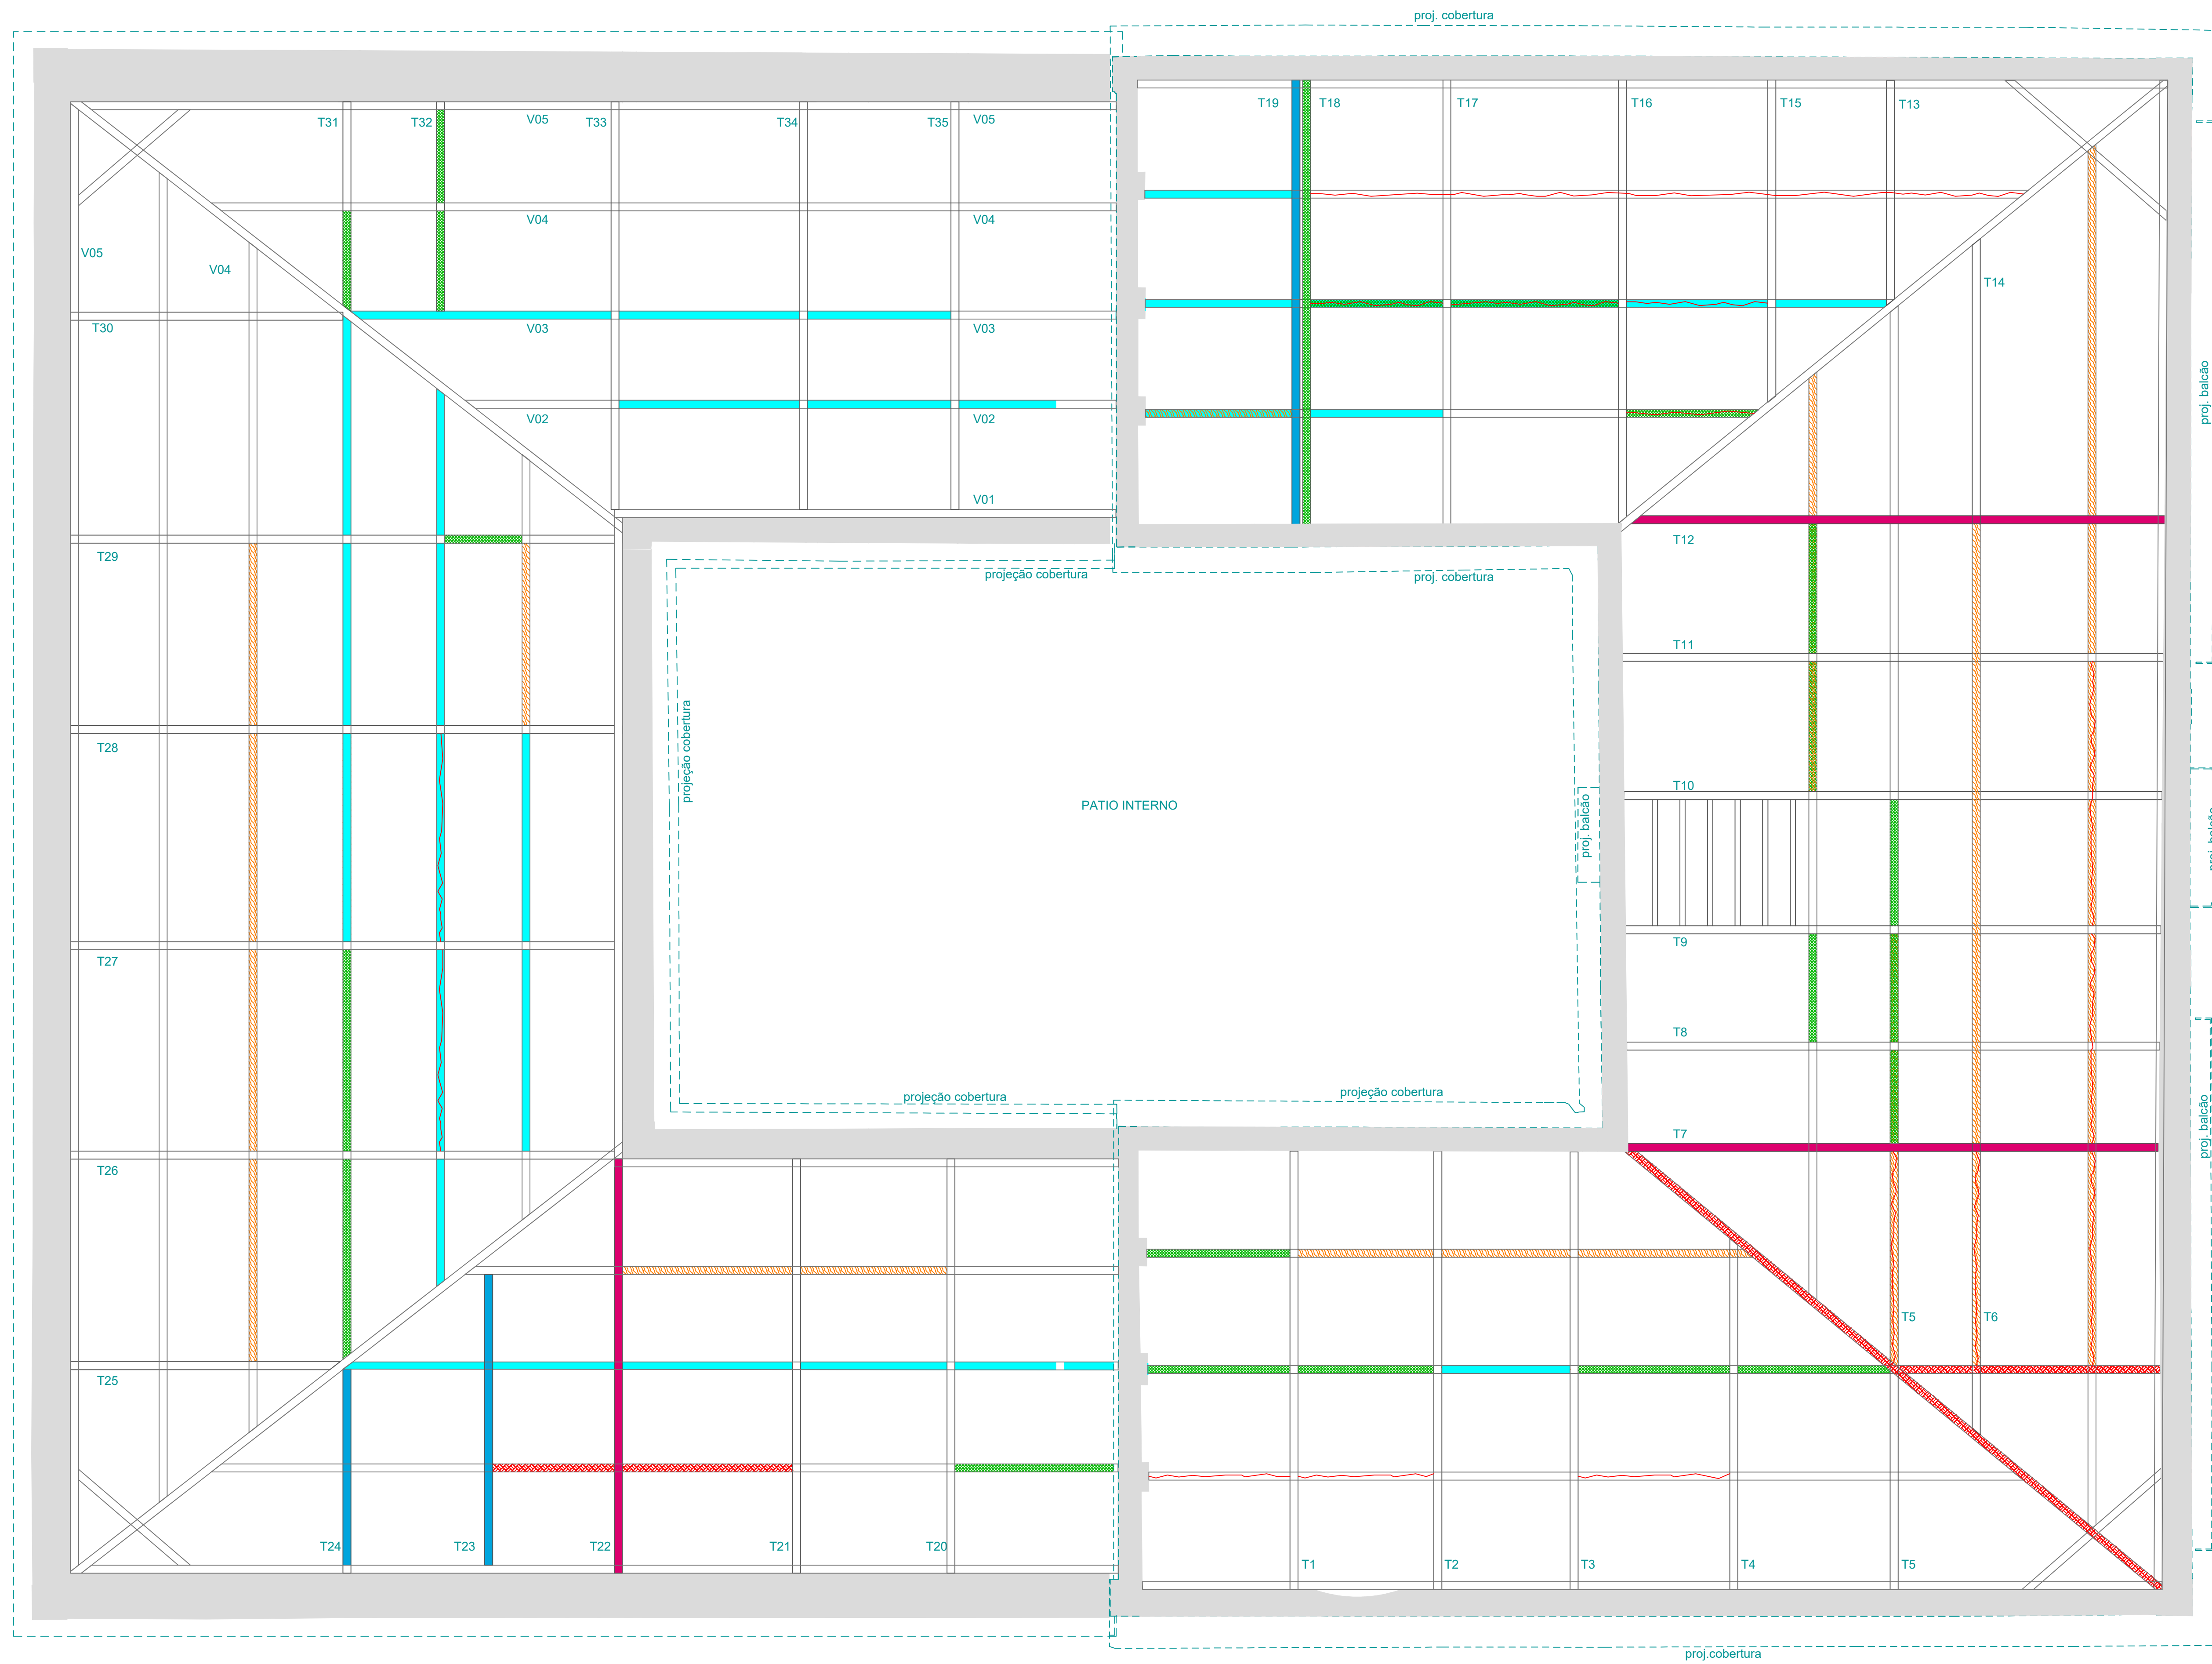 proj. cobertura
T19
T18
T17
T16
T15
T13
T31
T32
V05
T33
T34
T35
V05
V04
V04
V05
V04
T14
T30
V03
V03
proj. balcão
V02
V02
V01
T12
T29
projeção cobertura
proj. cobertura
T11
projeção cobertura
T28
T10
PATIO INTERNO
proj. balcão
proj. balcão
T9
T27
T8
projeção cobertura
projeção cobertura
proj. balcão
T7
T26
T5
T6
T25
T24
T23
T22
T21
T20
T1
T2
T3
T4
T5
proj.cobertura